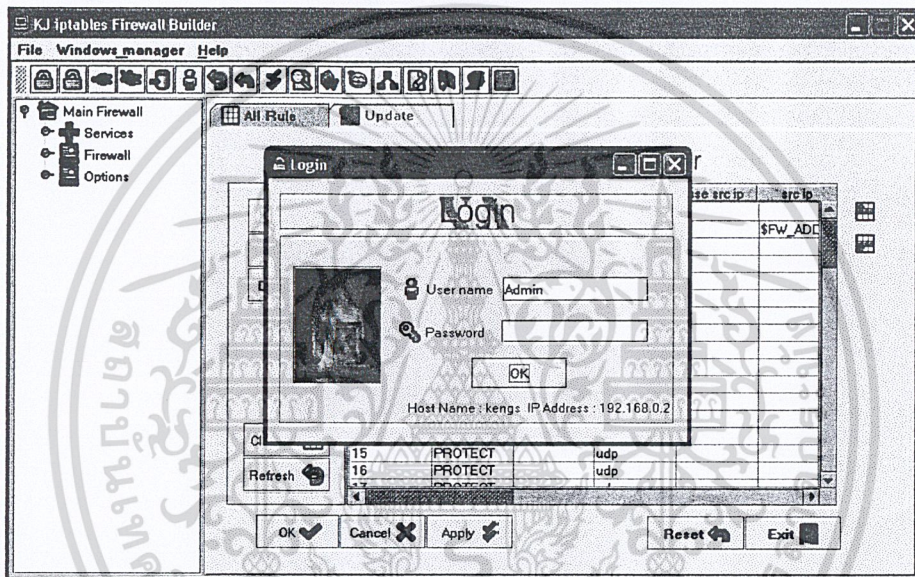 KJ iptables Firewall Builder
File Windows_manager Help
Main Firewall
Services
Firewall
Options
All Rule Update
Login
Login
User name Admin
Password
OK
Host Name : kengs IP Address : 192.168.0.2
src ip src ip
$FW_ADD
15 PROTECT udp
16 PROTECT udp
Refresh
OK Cancel Apply Reset Exit